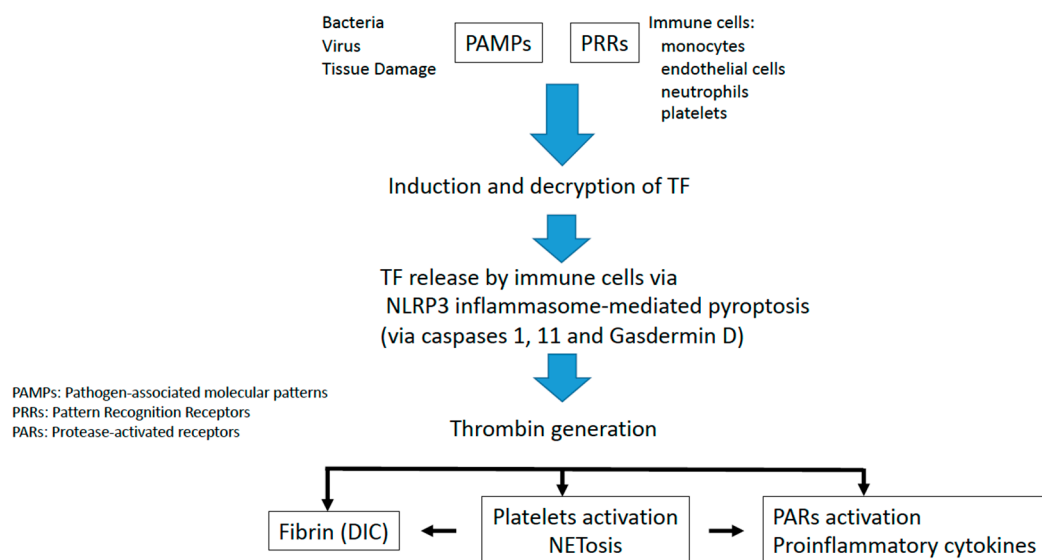 Bacteria
Virus
Tissue Damage
PAMPs
PRRs
Immune cells:
monocytes
endothelial cells
neutrophils
platelets
Induction and decryption of TF
TF release by immune cells via
NLRP3 inflammasome-mediated pyroptosis
(via caspases 1, 11 and Gasdermin D)
PAMPs: Pathogen-associated molecular patterns
PRRs: Pattern Recognition Receptors
PARs: Protease-activated receptors
Thrombin generation
Fibrin (DIC)
Platelets activation
NETosis
PARs activation
Proinflammatory cytokines